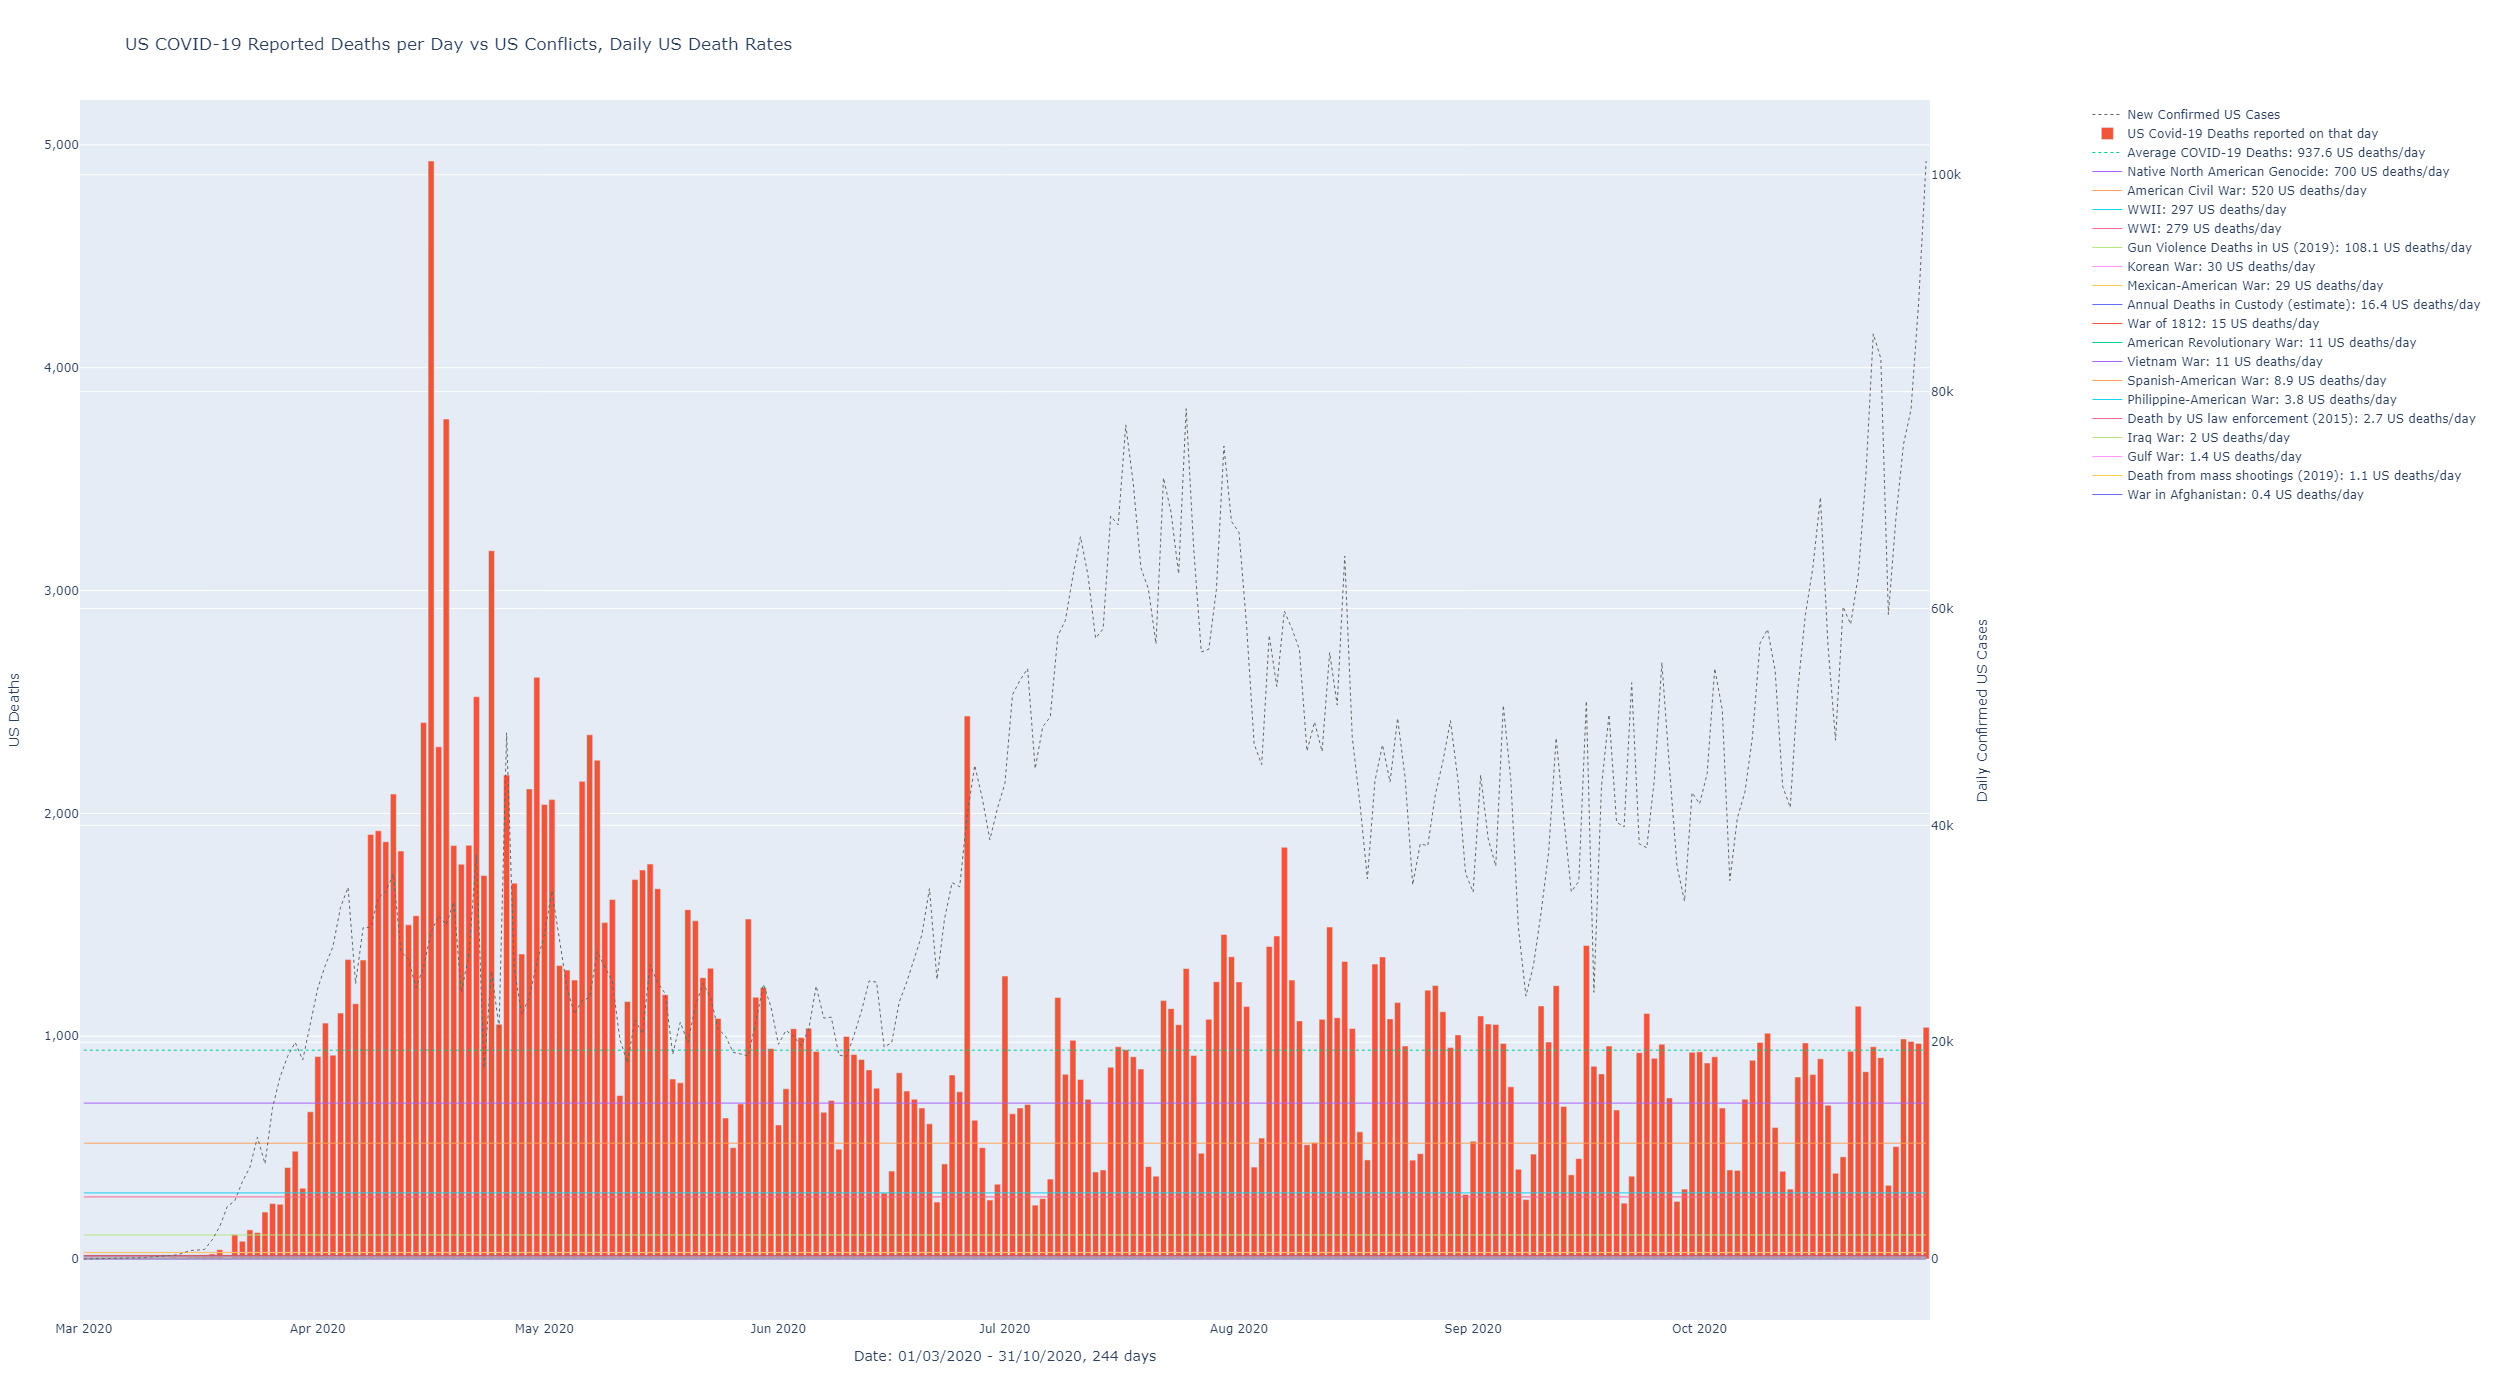 US COVID-19 Reported Deaths per Day vs US Conflicts, Daily US Death Rates
New Confirmed US Cases
US Covid-19 Deaths reported on that day
Average COVID-19 Deaths: 937.6 US deaths/day
Native North American Genocide: 700 US deaths/day
American Civil War: 520 US deaths/day
WWII: 297 US deaths/day
WWI: 279 US deaths/day
Gun Violence Deaths in US (2019): 108.1 US deaths/day
Korean War: 30 US deaths/day
Mexican-American War: 29 US deaths/day
Annual Deaths in Custody (estimate): 16.4 US deaths/day
War of 1812: 15 US deaths/day
American Revolutionary War: 11 US deaths/day
Vietnam War: 11 US deaths/day
Spanish-American War: 8.9 US deaths/day
Philippine-American War: 3.8 US deaths/day
Death by US law enforcement (2015): 2.7 US deaths/day
Iraq War: 2 US deaths/day
Gulf War: 1.4 US deaths/day
Death from mass shootings (2019): 1.1 US deaths/day
War in Afghanistan: 0.4 US deaths/day
5,000
4,000
3,000
2,000
1,000
0
US Deaths
100k
80k
60k
40k
20k
0
Daily Confirmed US Cases
Mar 2020 Apr 2020 May 2020 Jun 2020 Jul 2020 Aug 2020 Sep 2020 Oct 2020
Date: 01/03/2020 - 31/10/2020, 244 days